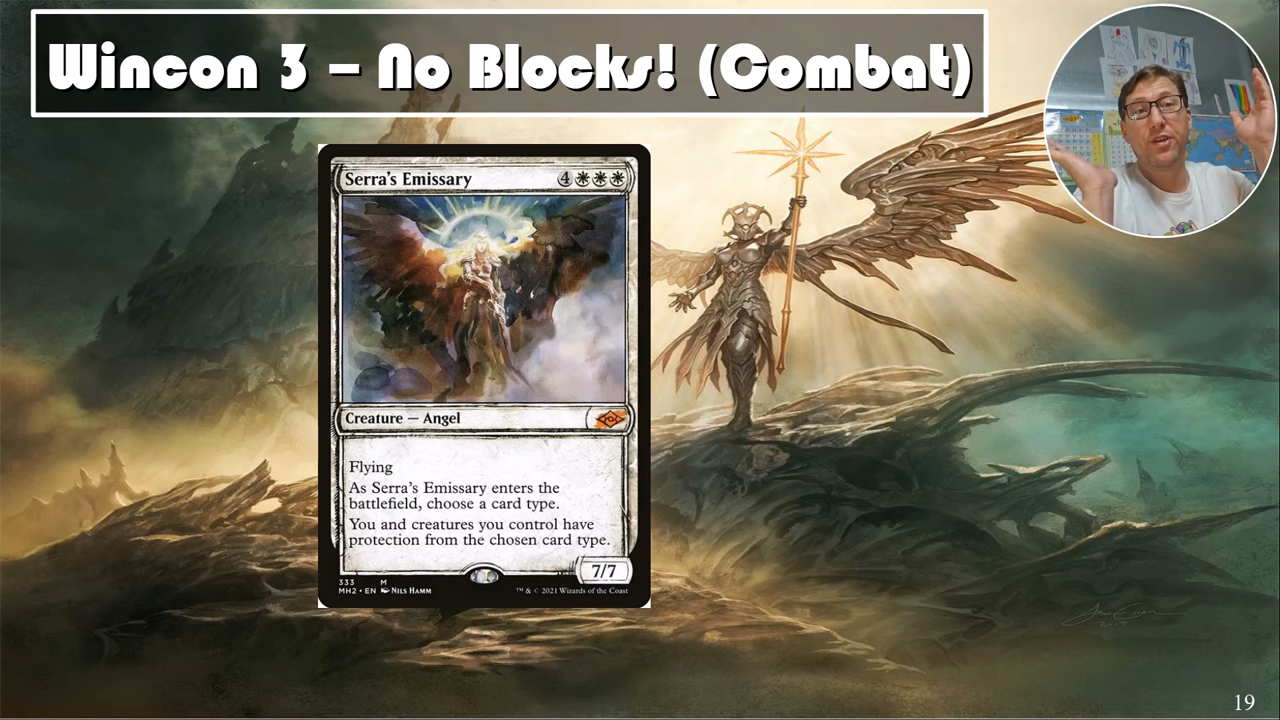 Wincon 3 – No Blocks! (Combat)
Serra's Emissary 4
Creature — Angel
Flying
As Serra's Emissary enters the
battlefield, choose a card type.
You and creatures you control have
protection from the chosen card type.
7/7
333 M
MH2 • EN Nils Hamm
™ & © 2021 Wizards of the Coast
19